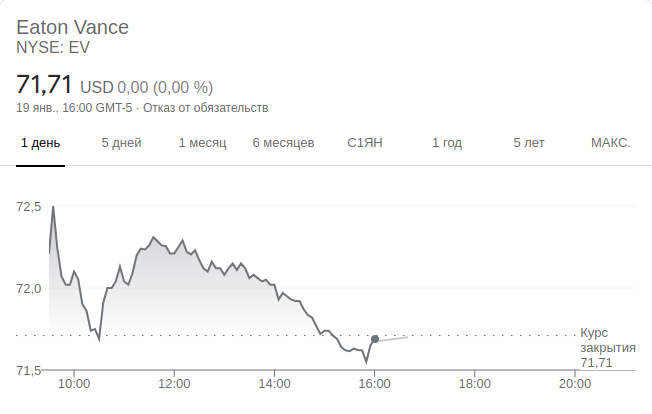 Eaton Vance
NYSE: EV
71,71 USD 0,00 (0,00 %)
19 янв., 16:00 GMT-5 · Отказ от обязательств
1 день 5 дней 1 месяц 6 месяцев С1ЯН 1 год 5 лет МАКС.
72,5
72,0
Курс
закрытия
71,71
71,5
10:00 12:00 14:00 16:00 18:00 20:00